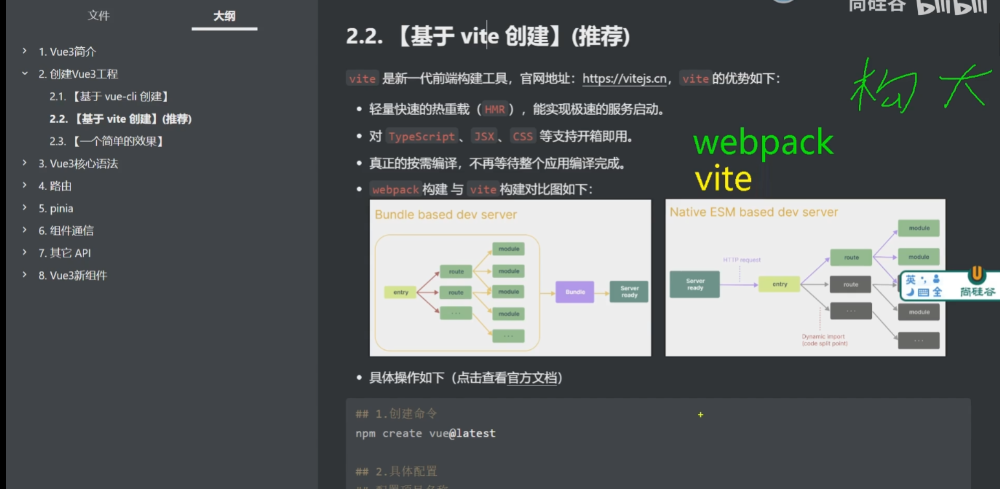 文件 大纲
1. Vue3简介
2. 创建Vue3工程
2.1. 【基于 vue-cli 创建】
2.2. 【基于 vite 创建】(推荐)
2.3. 【一个简单的效果】
3. Vue3核心语法
4. 路由
5. pinia
6. 组件通信
7. 其它 API
8. Vue3新组件
尚硅谷 bilibili
2.2. 【基于 vite 创建】(推荐)
vite 是新一代前端构建工具，官网地址：https://vitejs.cn，vite 的优势如下：
轻量快速的热重载（HMR），能实现极速的服务启动。
对 TypeScript、JSX、CSS 等支持开箱即用。
真正的按需编译，不再等待整个应用编译完成。
webpack 构建 与 vite 构建对比图如下：
构
webpack
vite
Bundle based dev server
entry
route
route
...
module
module
module
module
...
Bundle
Server ready
Native ESM based dev server
Server ready
HTTP request
entry
route
route
...
module
module
module
...
Dynamic import
(code split point)
英
全
尚硅谷
具体操作如下（点击查看官方文档）
## 1.创建命令
npm create vue@latest
## 2.具体配置
## 配置项目名称